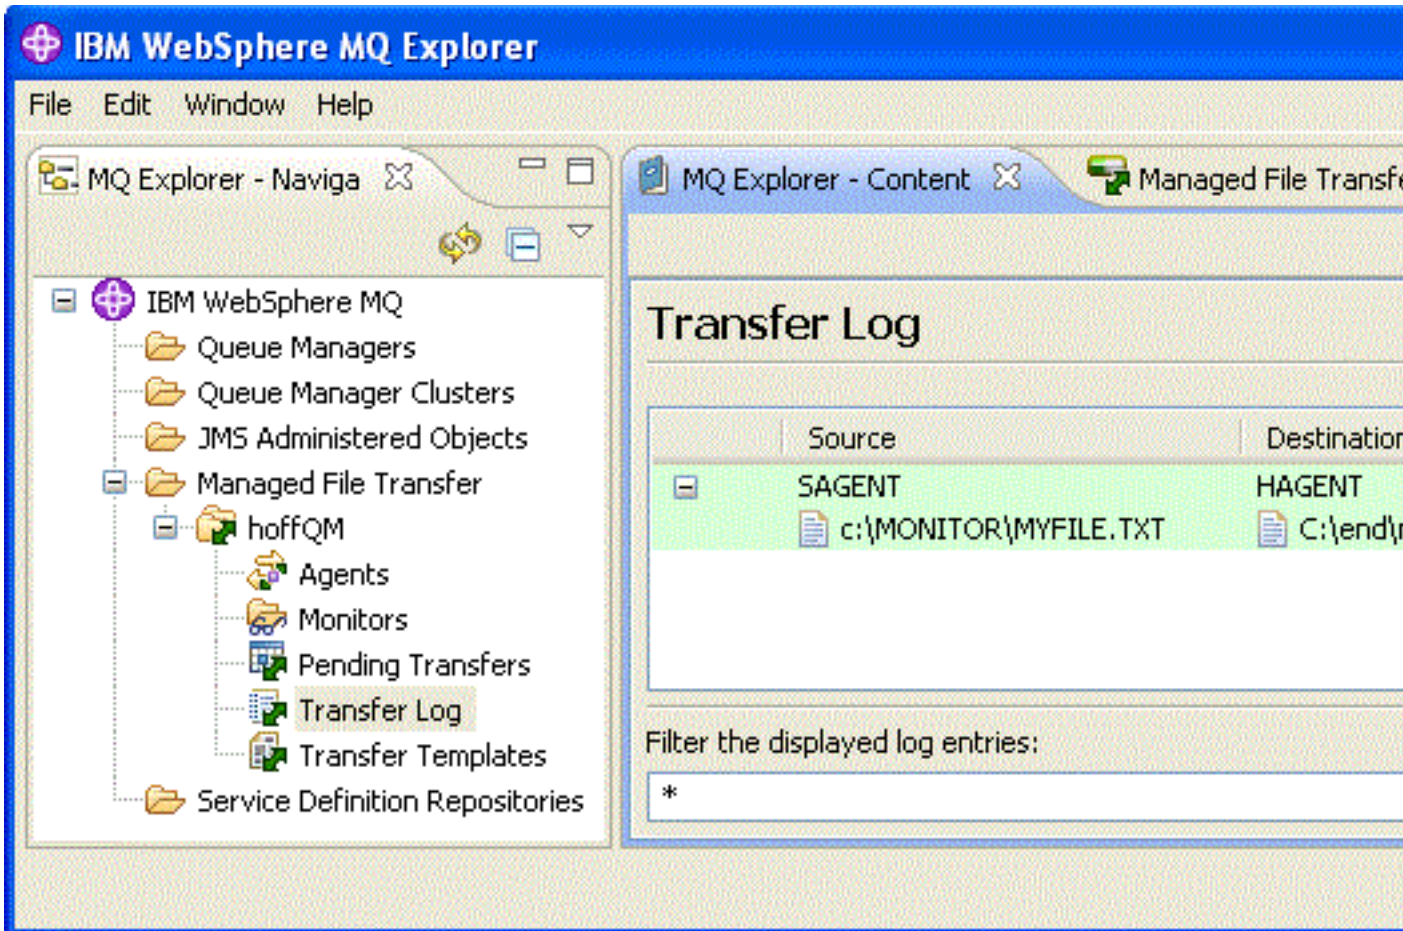 IBM WebSphere MQ Explorer
File Edit Window Help
MQ Explorer - Naviga
MQ Explorer - Content
Managed File Transfe
IBM WebSphere MQ
Queue Managers
Queue Manager Clusters
JMS Administered Objects
Managed File Transfer
hoffQM
Agents
Monitors
Pending Transfers
Transfer Log
Transfer Templates
Service Definition Repositories
Transfer Log
Source Destination
SAGENT HAGENT
c:\MONITOR\MYFILE.TXT C:\end\
Filter the displayed log entries:
*